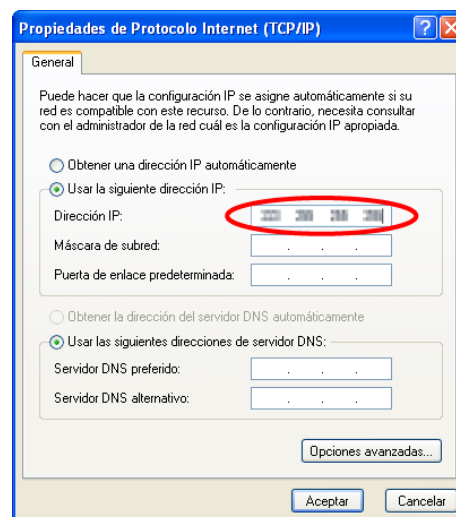 Propiedades de Protocolo Internet (TCP/IP)
General
Puede hacer que la configuración IP se asigne automáticamente si su
red es compatible con este recurso. De lo contrario, necesita consultar
con el administrador de la red cuál es la configuración IP apropiada.
Obtener una dirección IP automáticamente
Usar la siguiente dirección IP:
Dirección IP:
Máscara de subred:
Puerta de enlace predeterminada:
Obtener la dirección del servidor DNS automáticamente
Usar las siguientes direcciones de servidor DNS:
Servidor DNS preferido:
Servidor DNS alternativo:
Opciones avanzadas...
Aceptar Cancelar